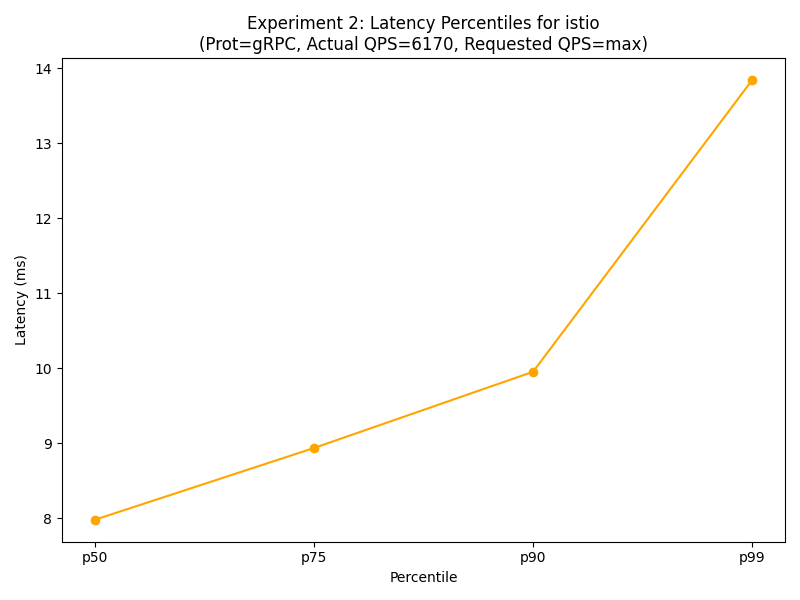 Experiment 2: Latency Percentiles for istio
(Prot=gRPC, Actual QPS=6170, Requested QPS=max)
14
13
12
11
10
9
8
Latency (ms)
p50 p75 p90 p99
Percentile